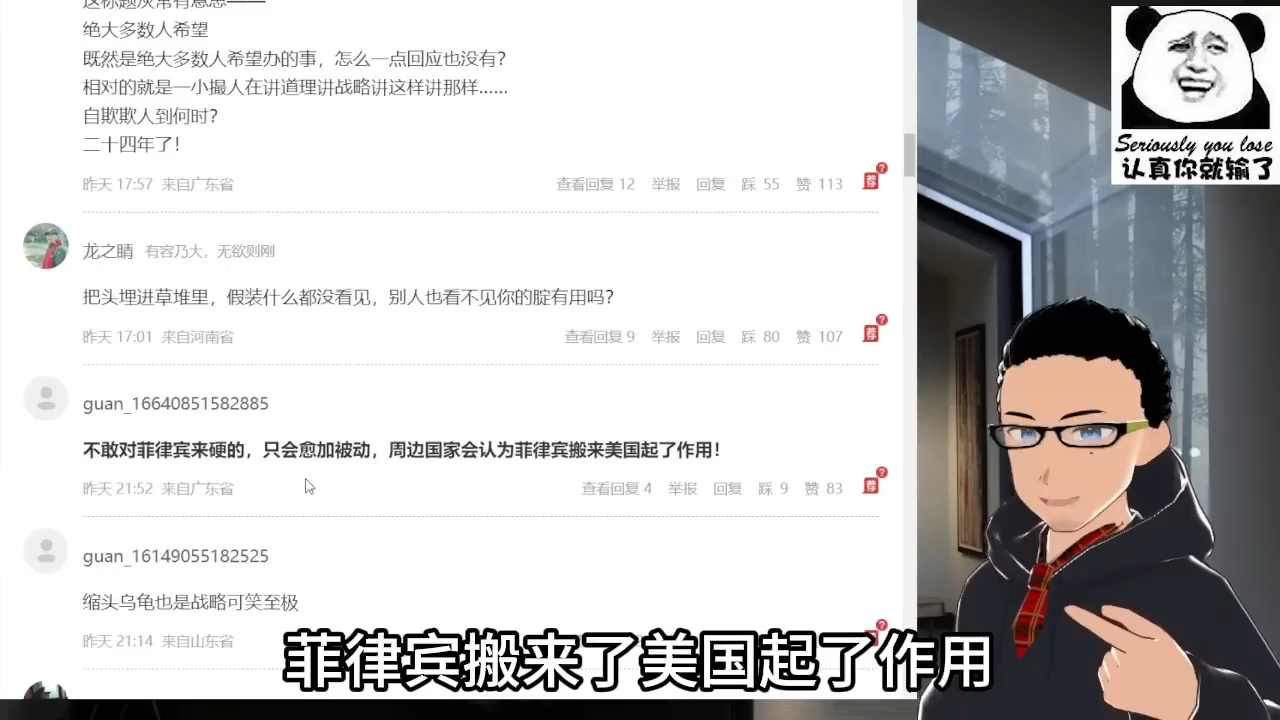 这标题灰常有意思——
绝大多数人希望
既然是绝大多数人希望办的事，怎么一点回应也没有？
相对的就是一小撮人在讲道理讲战略讲这样讲那样……
自欺欺人到何时？
二十四年了！
昨天 17:57 来自广东省 查看回复 12 举报 回复 踩 55 赞 113 荐 ?
龙之睛 有容乃大，无欲则刚
把头埋进草堆里，假装什么都没看见，别人也看不见你的腚有用吗？
昨天 17:01 来自河南省 查看回复 9 举报 回复 踩 80 赞 107 荐 ?
guan_16640851582885
不敢对菲律宾来硬的，只会愈加被动，周边国家会认为菲律宾搬来美国起了作用！
昨天 21:52 来自广东省 查看回复 4 举报 回复 踩 9 赞 83 荐 ?
guan_16149055182525
缩头乌龟也是战略可笑至极
昨天 21:14 来自山东省 ?
菲律宾搬来了美国起了作用
Seriously you lose
认真你就输了